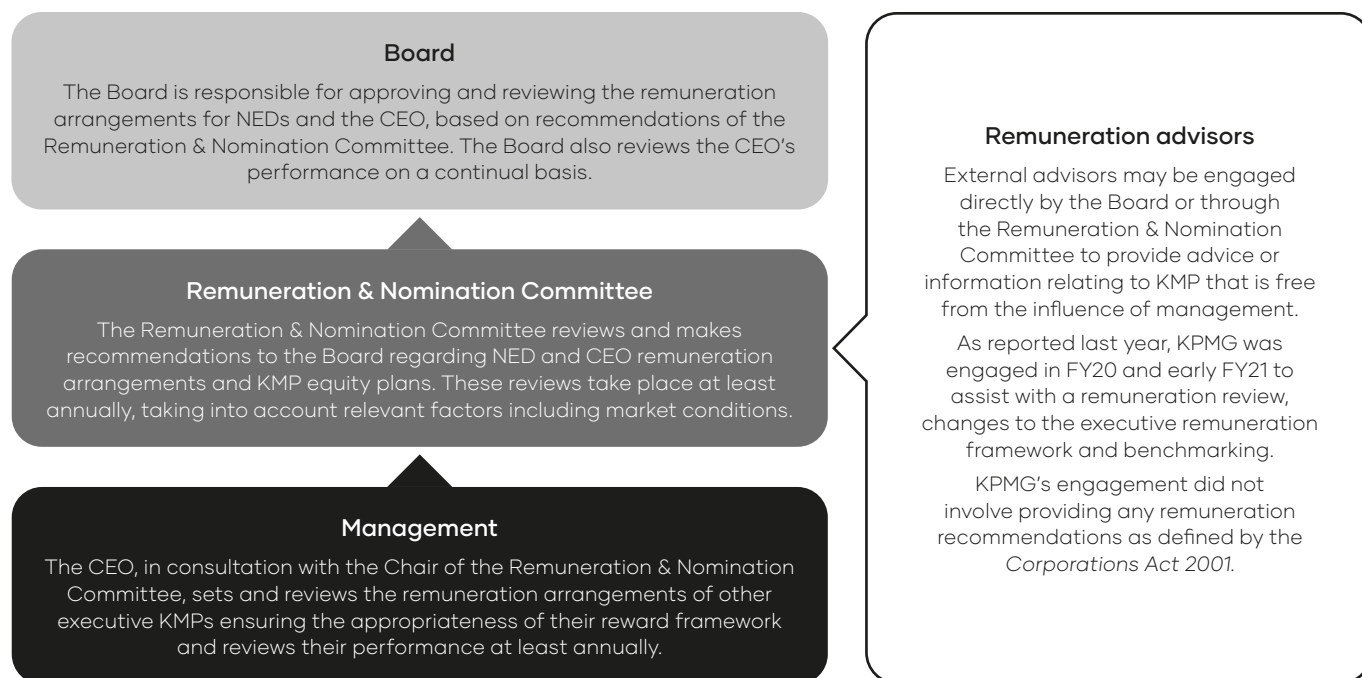 Board
The Board is responsible for approving and reviewing the remuneration
arrangements for NEDs and the CEO, based on recommendations of the
Remuneration & Nomination Committee. The Board also reviews the CEO’s
performance on a continual basis.
Remuneration & Nomination Committee
The Remuneration & Nomination Committee reviews and makes
recommendations to the Board regarding NED and CEO remuneration
arrangements and KMP equity plans. These reviews take place at least
annually, taking into account relevant factors including market conditions.
Management
The CEO, in consultation with the Chair of the Remuneration & Nomination
Committee, sets and reviews the remuneration arrangements of other
executive KMPs ensuring the appropriateness of their reward framework
and reviews their performance at least annually.
Remuneration advisors
External advisors may be engaged
directly by the Board or through
the Remuneration & Nomination
Committee to provide advice or
information relating to KMP that is free
from the influence of management.
As reported last year, KPMG was
engaged in FY20 and early FY21 to
assist with a remuneration review,
changes to the executive remuneration
framework and benchmarking.
KPMG’s engagement did not
involve providing any remuneration
recommendations as defined by the
Corporations Act 2001.